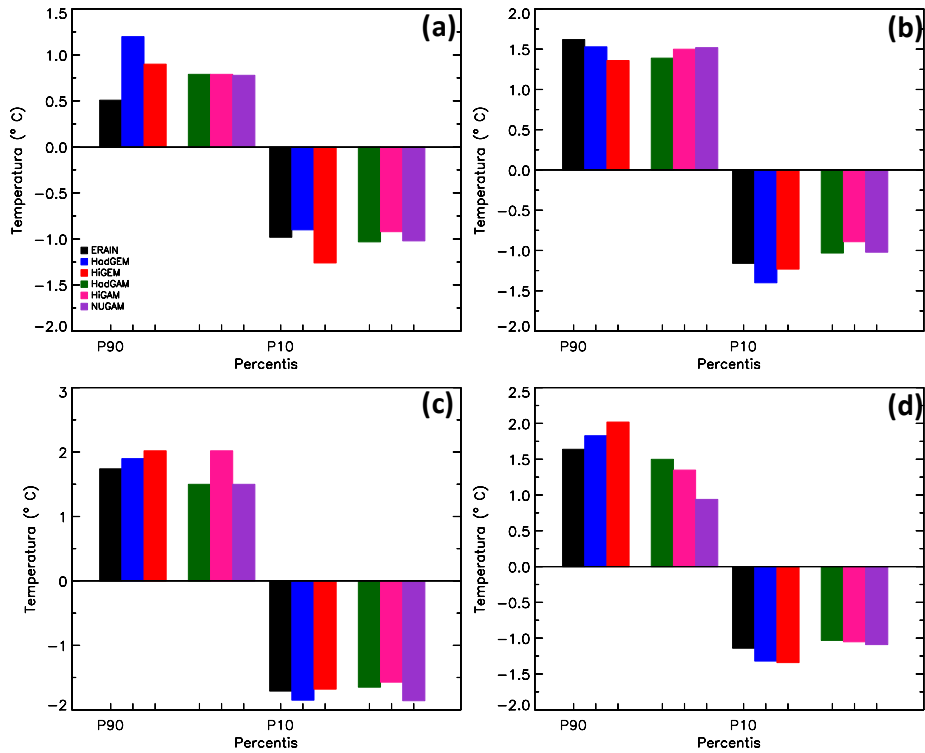 (a)
1.5
1.0
0.5
0.0
−0.5
−1.0
−1.5
−2.0
Temperatura (° C)
ERAIN
HadGEM
HiGEM
HadGAM
HiGAM
NUGAM
P90 P10
Percentis
(b)
2.0
1.5
1.0
0.5
0.0
−0.5
−1.0
−1.5
−2.0
Temperatura (° C)
P90 P10
Percentis
(c)
3
2
1
0
−1
−2
Temperatura (° C)
P90 P10
Percentis
(d)
2.5
2.0
1.5
1.0
0.5
0.0
−0.5
−1.0
−1.5
−2.0
Temperatura (° C)
P90 P10
Percentis